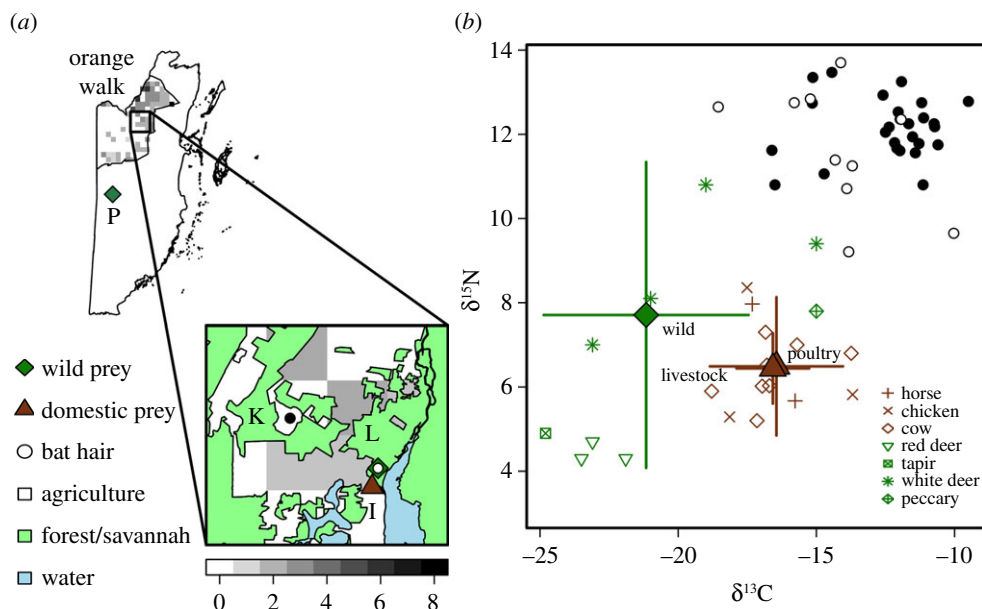 (a)
orange
walk
P
K
L
I
wild prey
domestic prey
bat hair
agriculture
forest/savannah
water
0 2 4 6 8
(b)
14
12
10
8
6
4
δ¹⁵N
wild
poultry
livestock
horse
chicken
cow
red deer
tapir
white deer
peccary
−25 −20 −15 −10
δ¹³C